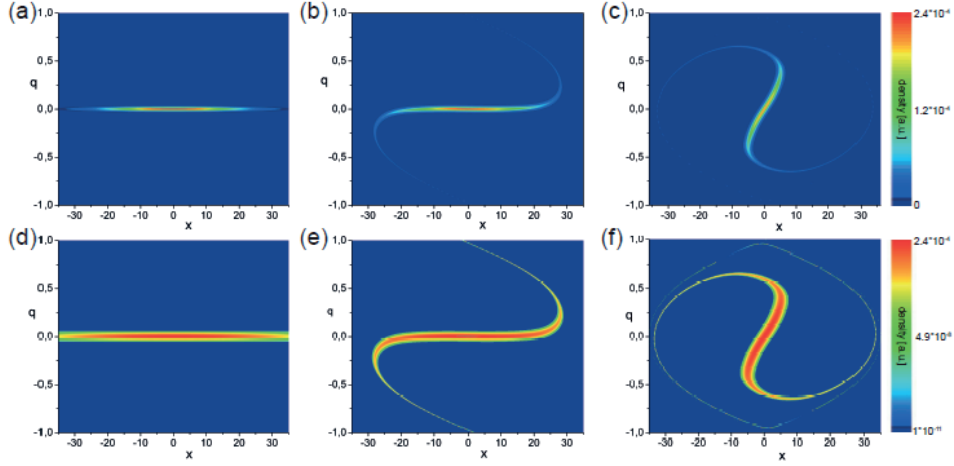 (a) (b) (c)
1,0 1,0 1,0 2.4*10⁻⁴
0,5 0,5 0,5
q q q
0,0 0,0 0,0 1.2*10⁻⁴ density [a.u.]
-0,5 -0,5 -0,5
-1,0 -1,0 -1,0 0
-30 -20 -10 0 10 20 30 -30 -20 -10 0 10 20 30 -30 -20 -10 0 10 20 30
x x x
(d) (e) (f)
1,0 1,0 1,0 2.4*10⁻⁴
0,5 0,5 0,5
q q q
0,0 0,0 0,0 density [a.u.]
-0,5 -0,5 -0,5
-1,0 -1,0 -1,0 1*10⁻¹¹
-30 -20 -10 0 10 20 30 -30 -20 -10 0 10 20 30 -30 -20 -10 0 10 20 30
x x x